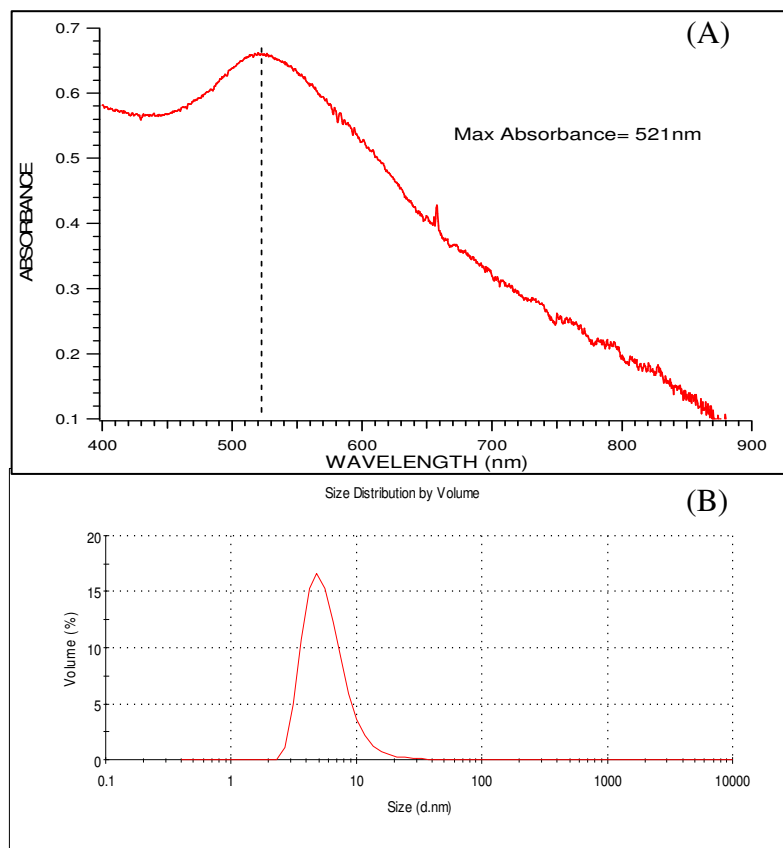 (A)
0.7
0.6
0.5
0.4
0.3
0.2
0.1
ABSORBANCE
Max Absorbance= 521nm
400 500 600 700 800 900
WAVELENGTH (nm)
Size Distribution by Volume
(B)
20
15
10
5
0
Volume (%)
0.1 1 10 100 1000 10000
Size (d.nm)